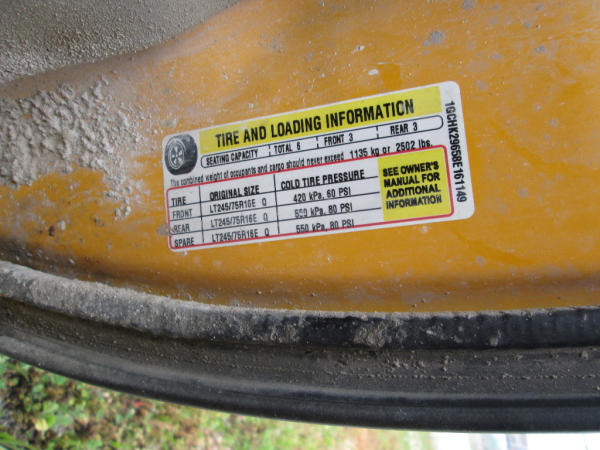 TIRE AND LOADING INFORMATION
SEATING CAPACITY TOTAL 6 FRONT 3 REAR 3
The combined weight of occupants and cargo should never exceed 1135 kg or 2502 lbs.
TIRE ORIGINAL SIZE COLD TIRE PRESSURE
FRONT LT245/75R16E Q 420 kPa, 60 PSI
REAR LT245/75R16E Q 550 kPa, 80 PSI
SPARE LT245/75R16E Q 550 kPa, 80 PSI
SEE OWNER'S
MANUAL FOR
ADDITIONAL
INFORMATION
1GCHK29658E161149